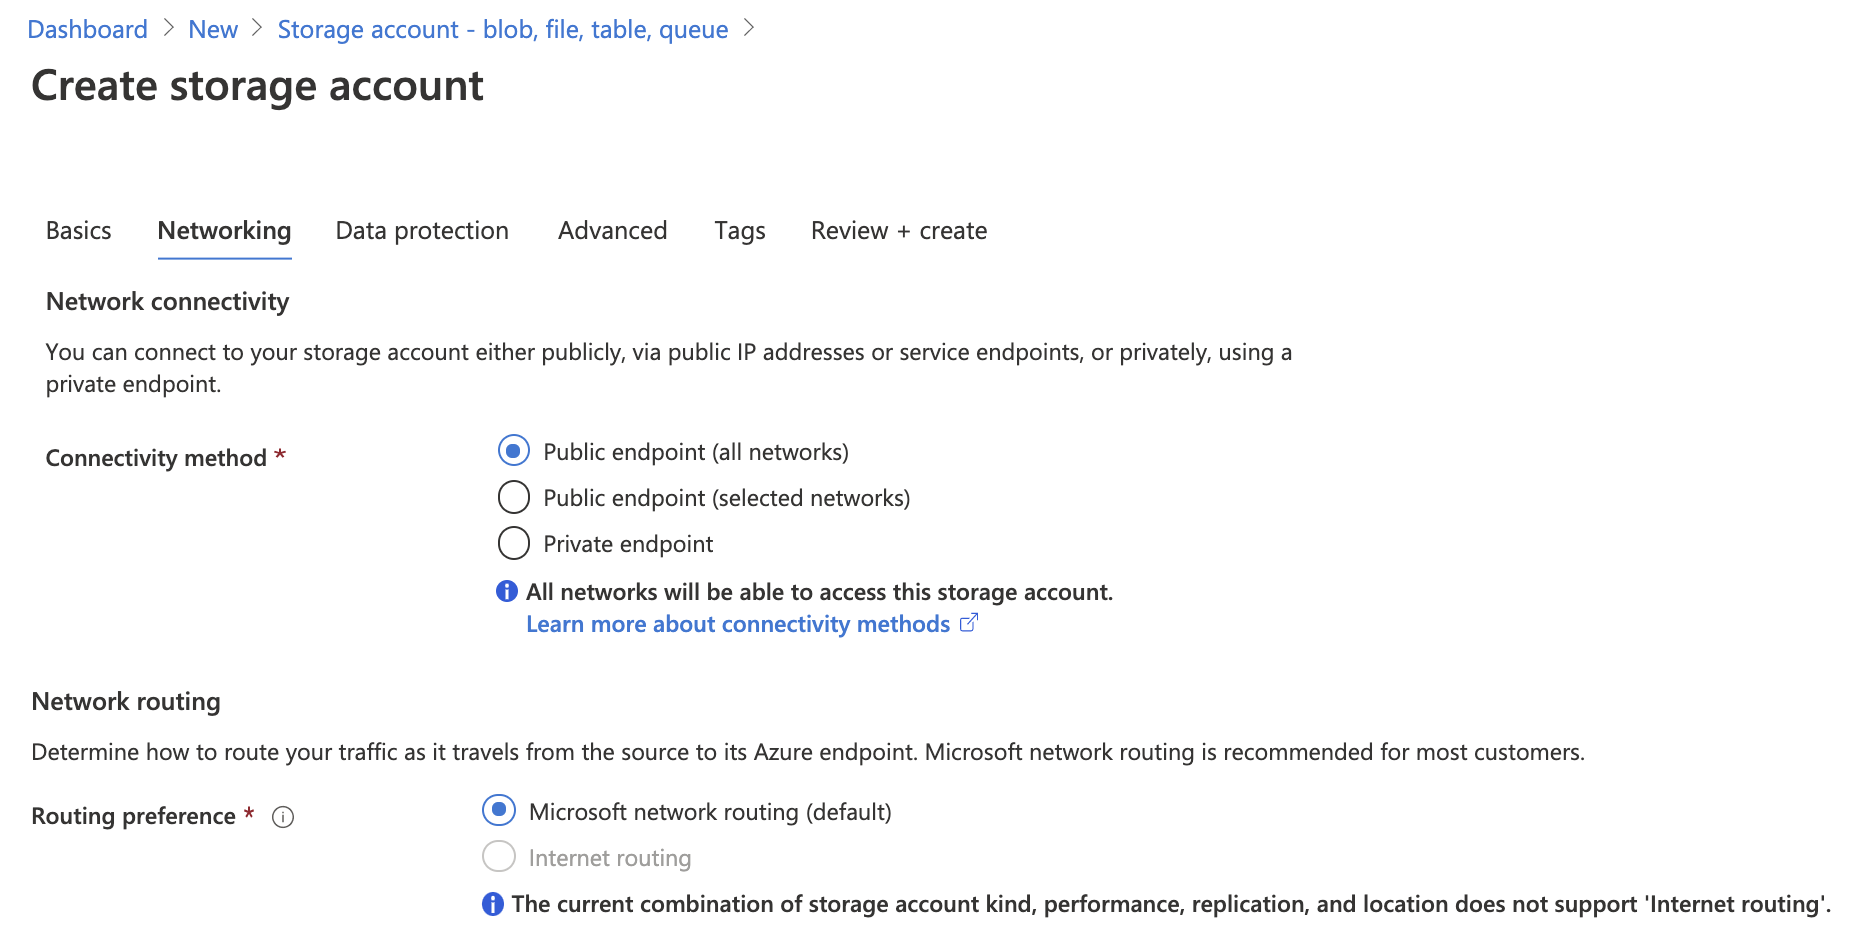 Dashboard > New > Storage account - blob, file, table, queue >
Create storage account
Basics Networking Data protection Advanced Tags Review + create
Network connectivity
You can connect to your storage account either publicly, via public IP addresses or service endpoints, or privately, using a
private endpoint.
Connectivity method *
Public endpoint (all networks)
Public endpoint (selected networks)
Private endpoint
All networks will be able to access this storage account.
Learn more about connectivity methods
Network routing
Determine how to route your traffic as it travels from the source to its Azure endpoint. Microsoft network routing is recommended for most customers.
Routing preference *
Microsoft network routing (default)
Internet routing
The current combination of storage account kind, performance, replication, and location does not support 'Internet routing'.